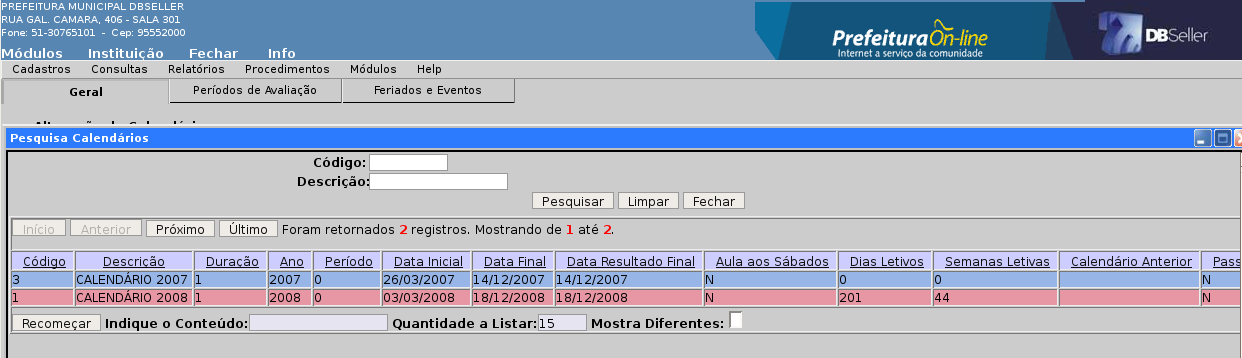 PREFEITURA MUNICIPAL DBSELLER
RUA GAL. CAMARA, 406 - SALA 301
Fone: 51-30765101 - Cep: 95552000
PrefeituraOn-line
Internet a serviço da comunidade
DBSeller
Módulos Instituição Fechar Info
Cadastros Consultas Relatórios Procedimentos Módulos Help
Geral Períodos de Avaliação Feriados e Eventos
Pesquisa Calendários
Código:
Descrição:
Pesquisar Limpar Fechar
Início Anterior Próximo Último Foram retornados 2 registros. Mostrando de 1 até 2.
Código Descrição Duração Ano Período Data Inicial Data Final Data Resultado Final Aula aos Sábados Dias Letivos Semanas Letivas Calendário Anterior Pass
3 CALENDÁRIO 2007 1 2007 0 26/03/2007 14/12/2007 14/12/2007 N 0 0 N
1 CALENDÁRIO 2008 1 2008 0 03/03/2008 18/12/2008 18/12/2008 N 201 44 N
Recomeçar Indique o Conteúdo: Quantidade a Listar: 15 Mostra Diferentes: